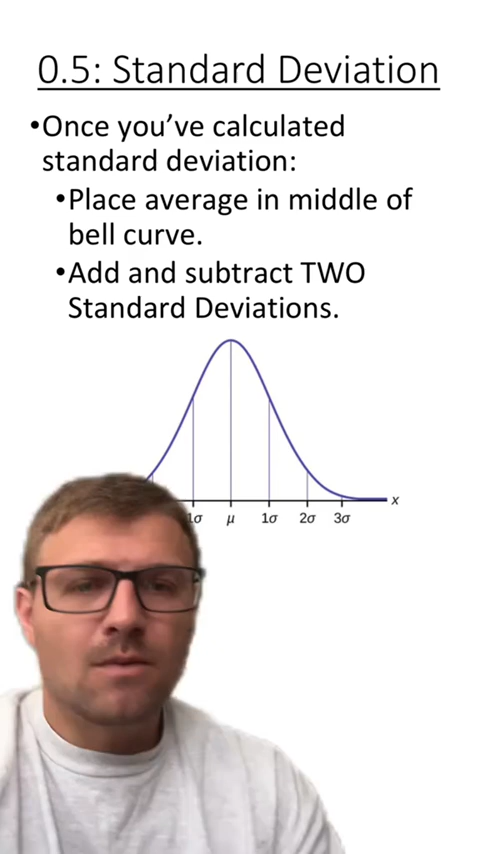 0.5: Standard Deviation
•Once you’ve calculated
standard deviation:
•Place average in middle of
bell curve.
•Add and subtract TWO
Standard Deviations.
x
1σ μ 1σ 2σ 3σ